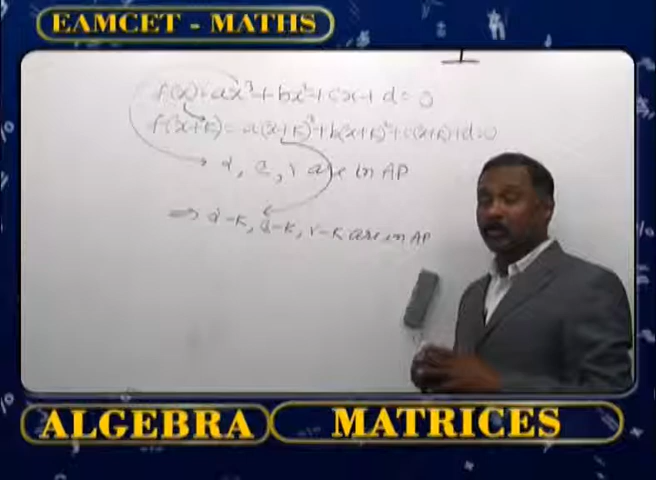 EAMCET - MATHS
f(x) = ax³ + bx² + cx + d = 0
f(x+k) = a(x+k)³ + b(x+k)² + c(x+k) + d = 0
α, β, γ are in AP
⇒ α-k, β-k, γ-k are in AP
ALGEBRA MATRICES